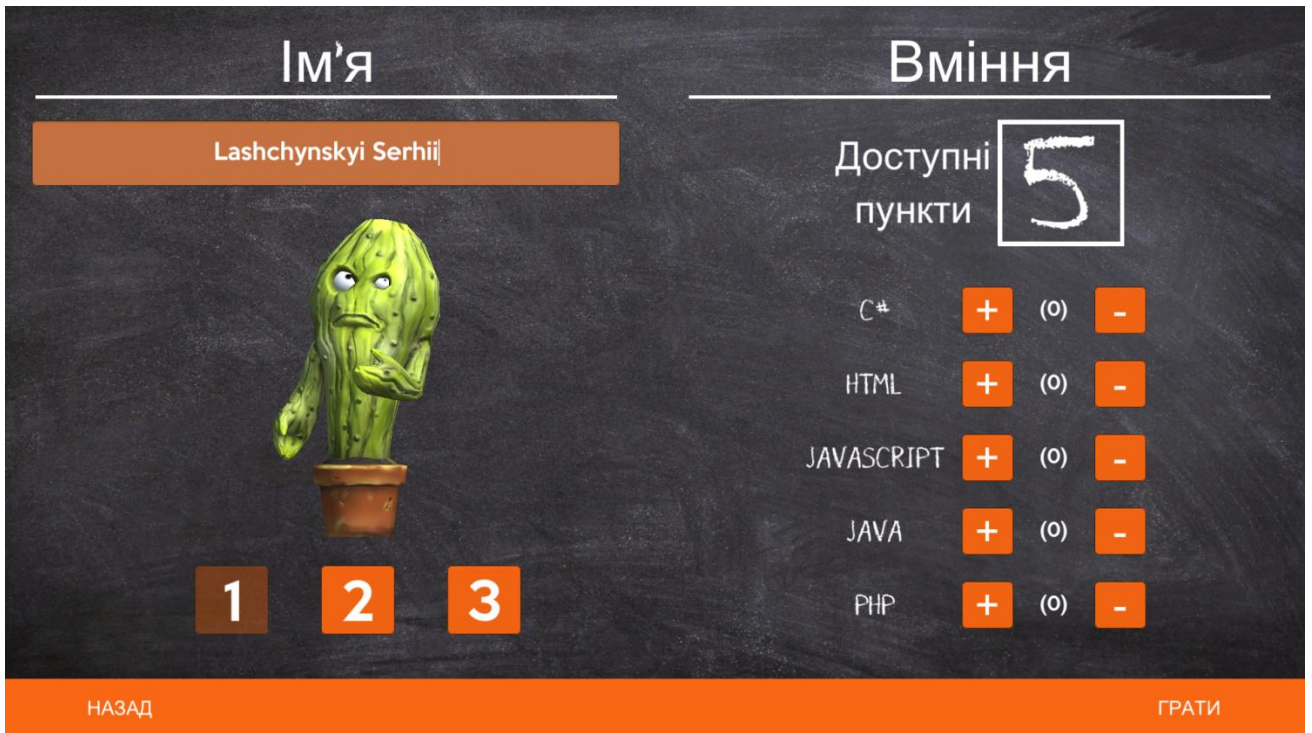 Ім'я
Lashchynskyi Serhii
1 2 3
Вміння
Доступні
пункти
5
C# + (0) -
HTML + (0) -
JAVASCRIPT + (0) -
JAVA + (0) -
PHP + (0) -
НАЗАД
ГРАТИ